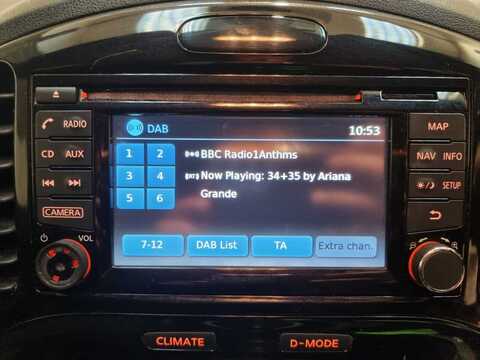 DAB 10:53
RADIO
MAP
CD AUX
NAV INFO
SETUP
CAMERA
VOL
1 2
3 4
5 6
BBC Radio1Anthms
Now Playing: 34+35 by Ariana
Grande
7-12 DAB List TA Extra chan.
CLIMATE D-MODE